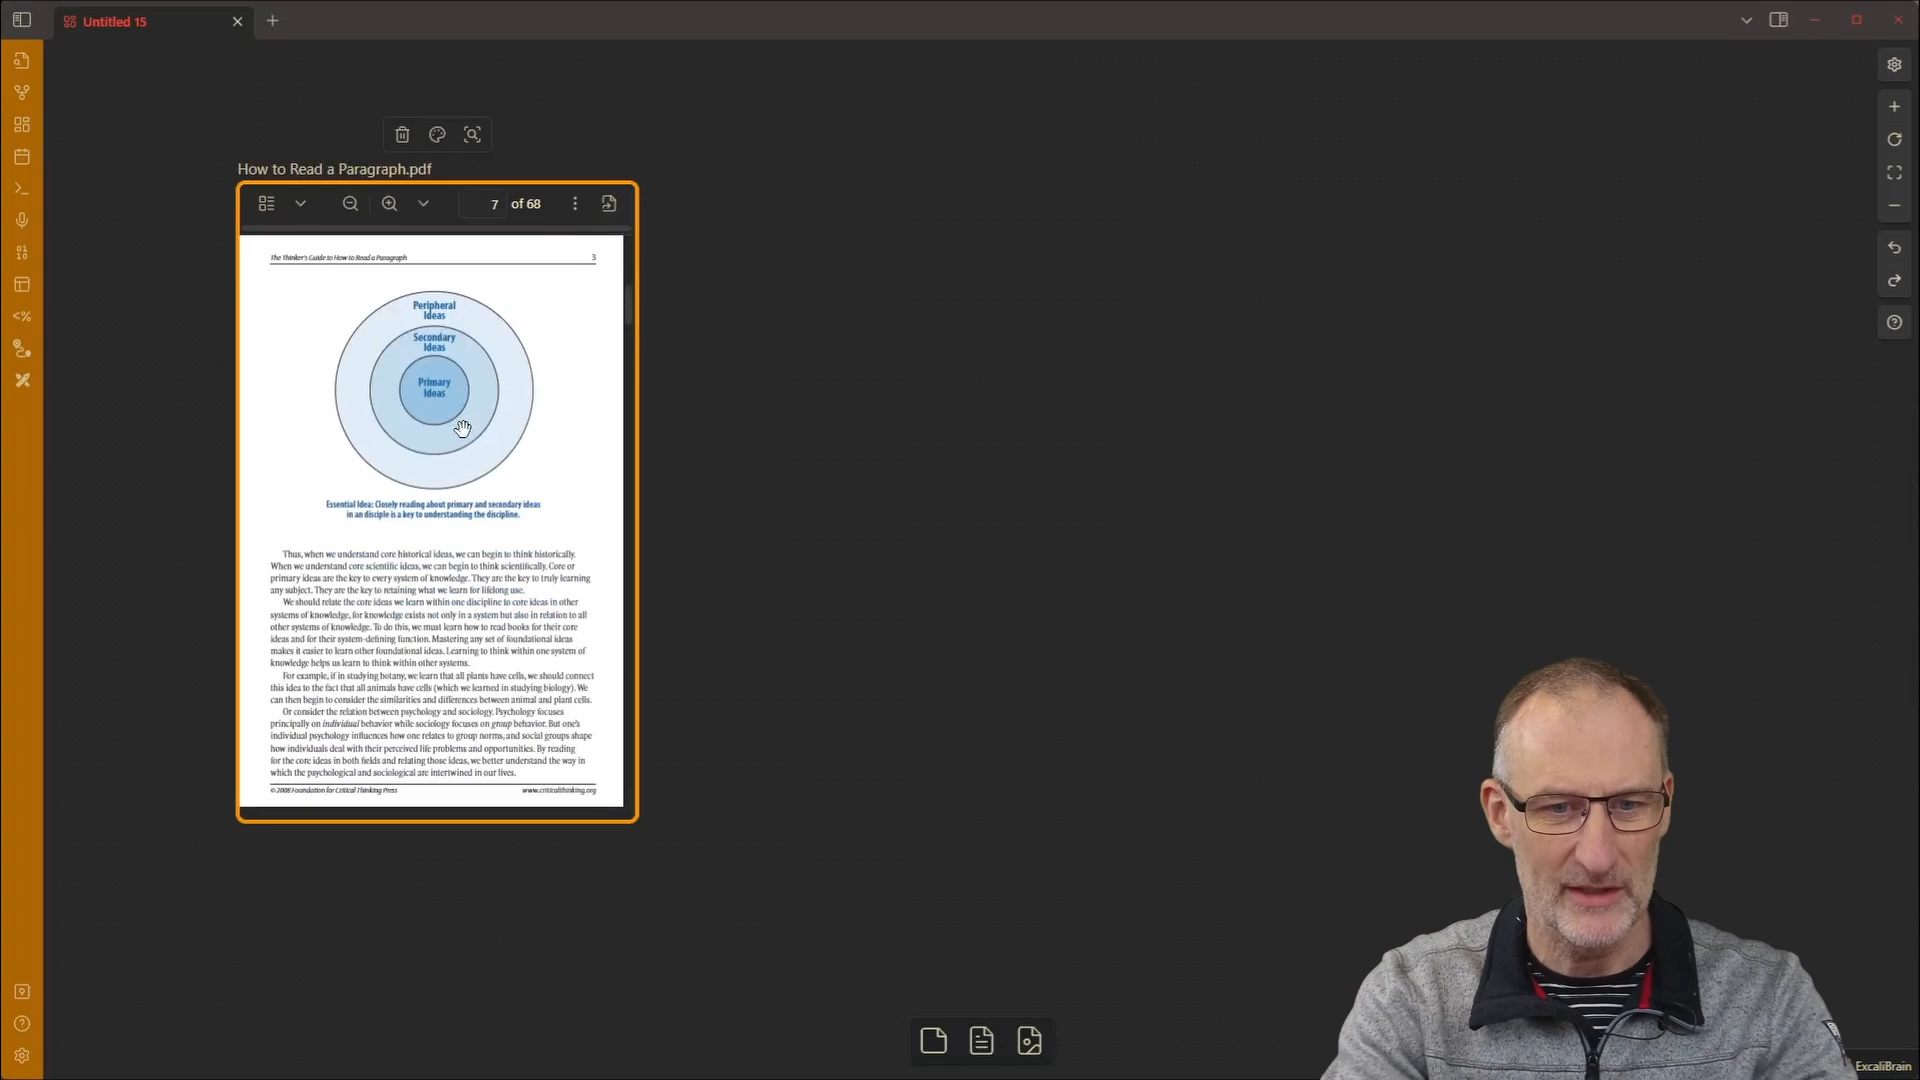 Untitled 15
How to Read a Paragraph.pdf
7 of 68
The Thinker's Guide to How to Read a Paragraph 3
Peripheral
Ideas
Secondary
Ideas
Primary
Ideas
Essential Idea: Closely reading about primary and secondary ideas
in an disciple is a key to understanding the discipline.
Thus, when we understand core historical ideas, we can begin to think historically.
When we understand core scientific ideas, we can begin to think scientifically. Core or
primary ideas are the key to every system of knowledge. They are the key to truly learning
any subject. They are the key to retaining what we learn for lifelong use.
We should relate the core ideas we learn within one discipline to core ideas in other
systems of knowledge, for knowledge exists not only in a system but also in relation to all
other systems of knowledge. To do this, we must learn how to read books for their core
ideas and for their system-defining function. Mastering any set of foundational ideas
makes it easier to learn other foundational ideas. Learning to think within one system of
knowledge helps us learn to think within other systems.
For example, if in studying botany, we learn that all plants have cells, we should connect
this idea to the fact that all animals have cells (which we learned in studying biology). We
can then begin to consider the similarities and differences between animal and plant cells.
Or consider the relation between psychology and sociology. Psychology focuses
principally on individual behavior while sociology focuses on group behavior. But one's
individual psychology influences how one relates to group norms, and social groups shape
how individuals deal with their perceived life problems and opportunities. By reading
for the core ideas in both fields and relating those ideas, we better understand the way in
which the psychological and sociological are intertwined in our lives.
© 2008 Foundation for Critical Thinking Press www.criticalthinking.org
ExcaliBrain